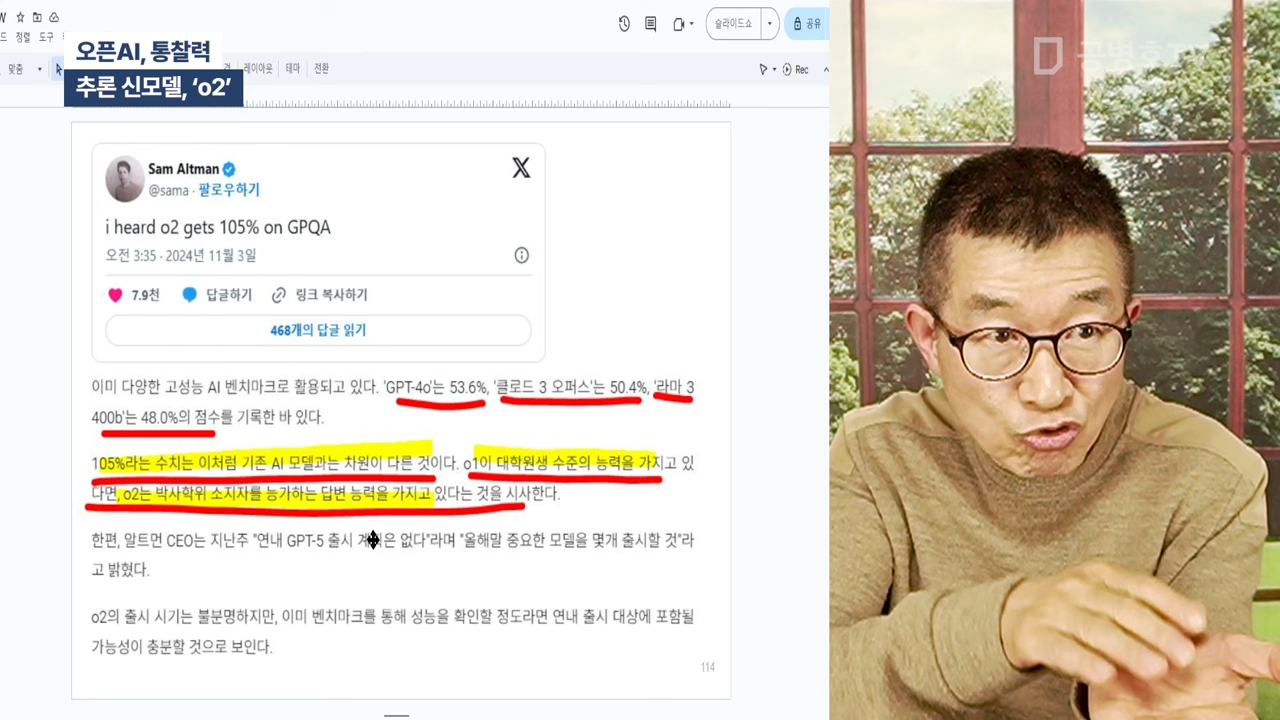 정렬 도구
슬라이드쇼
공유
오픈AI, 통찰력
추론 신모델, ‘o2’
맞춤
레이아웃
테마
전환
Rec
공병호TV
Sam Altman
@sama · 팔로우하기
i heard o2 gets 105% on GPQA
오전 3:35 · 2024년 11월 3일
7.9천 답글하기 링크 복사하기
468개의 답글 읽기
이미 다양한 고성능 AI 벤치마크로 활용되고 있다. 'GPT-4o'는 53.6%, '클로드 3 오퍼스'는 50.4%, '라마 3
400b'는 48.0%의 점수를 기록한 바 있다.
105%라는 수치는 이처럼 기존 AI 모델과는 차원이 다른 것이다. o1이 대학원생 수준의 능력을 가지고 있
다면, o2는 박사학위 소지자를 능가하는 답변 능력을 가지고 있다는 것을 시사한다.
한편, 알트먼 CEO는 지난주 "연내 GPT-5 출시 계획은 없다"라며 "올해말 중요한 모델을 몇개 출시할 것"라
고 밝혔다.
o2의 출시 시기는 불분명하지만, 이미 벤치마크를 통해 성능을 확인할 정도라면 연내 출시 대상에 포함될
가능성이 충분할 것으로 보인다.
114